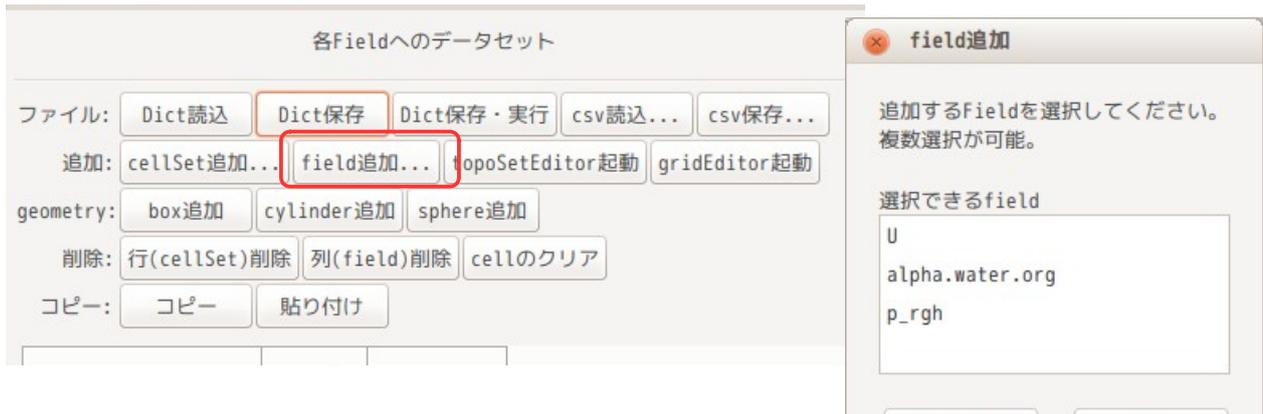 各Fieldへのデータセット
ファイル: Dict読込 Dict保存 Dict保存・実行 csv読込... csv保存...
追加: cellSet追加... field追加... topoSetEditor起動 gridEditor起動
geometry: box追加 cylinder追加 sphere追加
削除: 行(cellSet)削除 列(field)削除 cellのクリア
コピー: コピー 貼り付け
field追加
追加するFieldを選択してください。
複数選択が可能。
選択できるfield
U
alpha.water.org
p_rgh